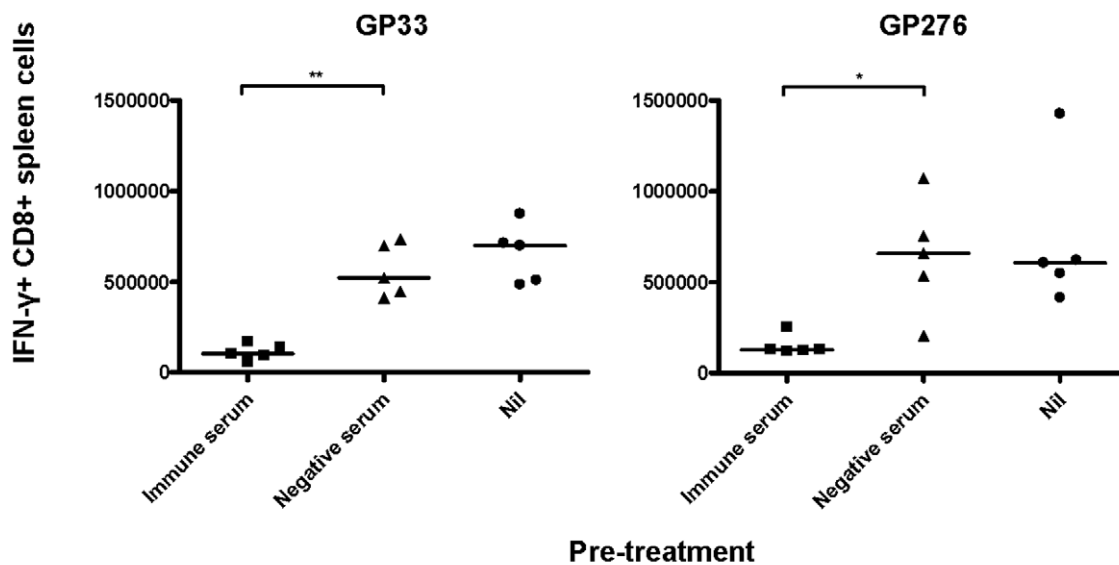 IFN-γ+ CD8+ spleen cells
GP33
**
1500000
1000000
500000
0
Immune serum
Negative serum
Nil
GP276
*
1500000
1000000
500000
0
Immune serum
Negative serum
Nil
Pre-treatment